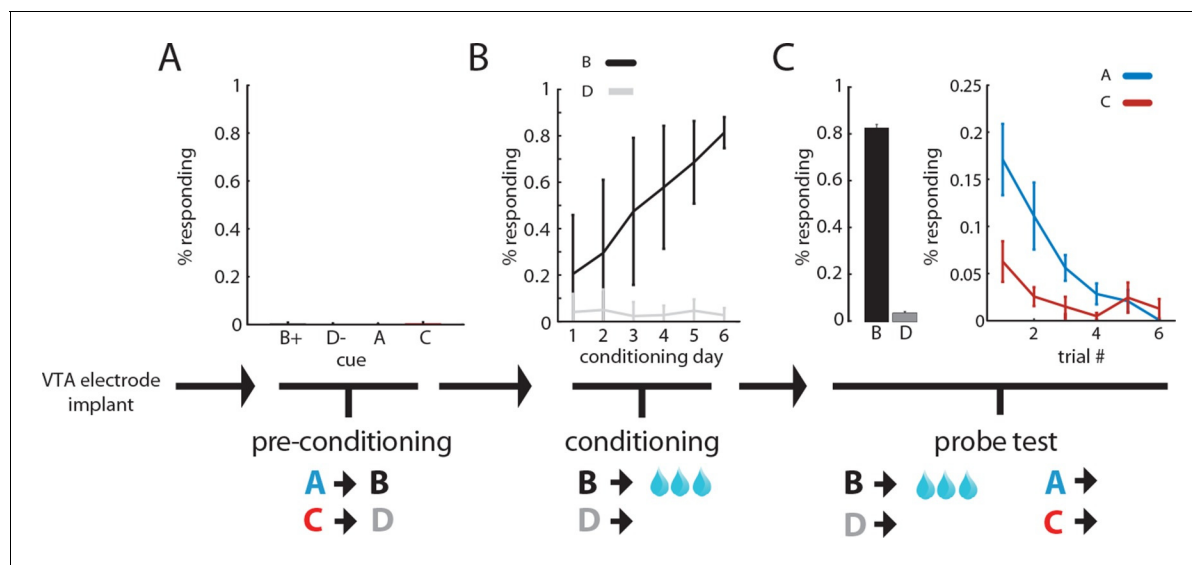 A
1
0.8
0.6
0.4
0.2
0
% responding
B+ D- A C
cue
B
B
D
1
0.8
0.6
0.4
0.2
0
% responding
1 2 3 4 5 6
conditioning day
C
1
0.8
0.6
0.4
0.2
0
% responding
B D
A
C
0.25
0.2
0.15
0.1
0.05
0
% responding
2 4 6
trial #
VTA electrode
implant
pre-conditioning
A B
C D
conditioning
B
D
probe test
B
D
A
C